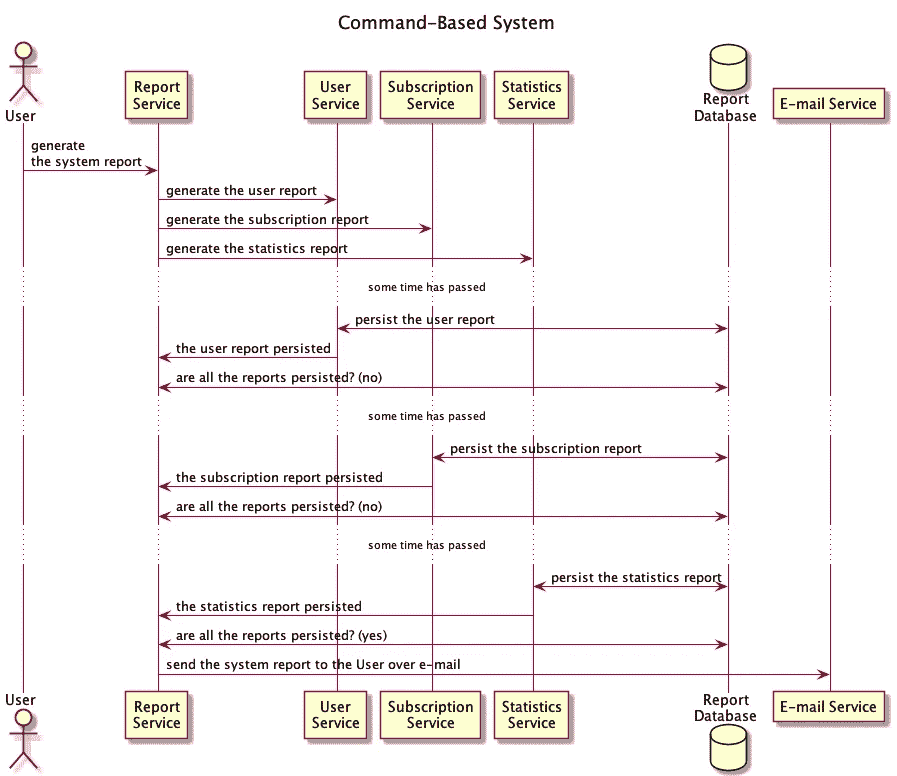 Command-Based System
User
Report
Service
User
Service
Subscription
Service
Statistics
Service
Report
Database
E-mail Service
generate
the system report
generate the user report
generate the subscription report
generate the statistics report
some time has passed
persist the user report
the user report persisted
are all the reports persisted? (no)
some time has passed
persist the subscription report
the subscription report persisted
are all the reports persisted? (no)
some time has passed
persist the statistics report
the statistics report persisted
are all the reports persisted? (yes)
send the system report to the User over e-mail
User
Report
Service
User
Service
Subscription
Service
Statistics
Service
Report
Database
E-mail Service